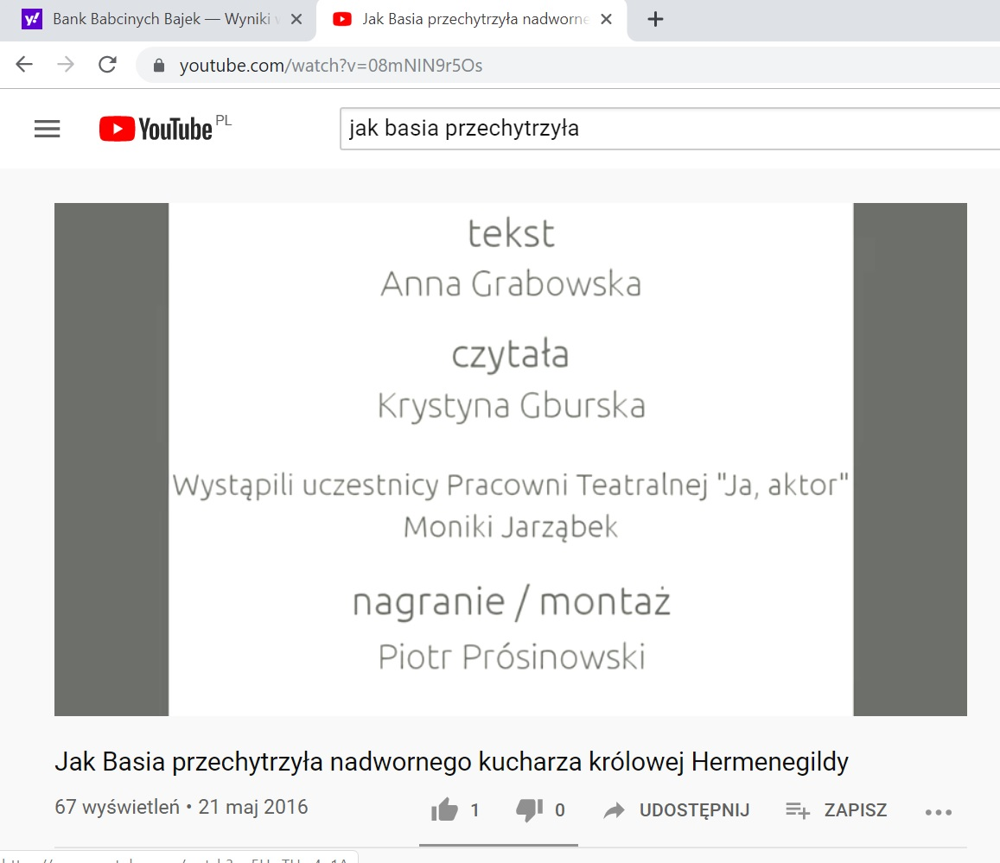 Bank Babcinych Bajek — Wyniki
Jak Basia przechytrzyła nadworne
youtube.com/watch?v=08mNIN9r5Os
YouTube PL
jak basia przechytrzyła
tekst
Anna Grabowska
czytała
Krystyna Gburska
Wystąpili uczestnicy Pracowni Teatralnej "Ja, aktor"
Moniki Jarząbek
nagranie / montaż
Piotr Prósinowski
Jak Basia przechytrzyła nadwornego kucharza królowej Hermenegildy
67 wyświetleń • 21 maj 2016
1
0
UDOSTĘPNIJ
ZAPISZ